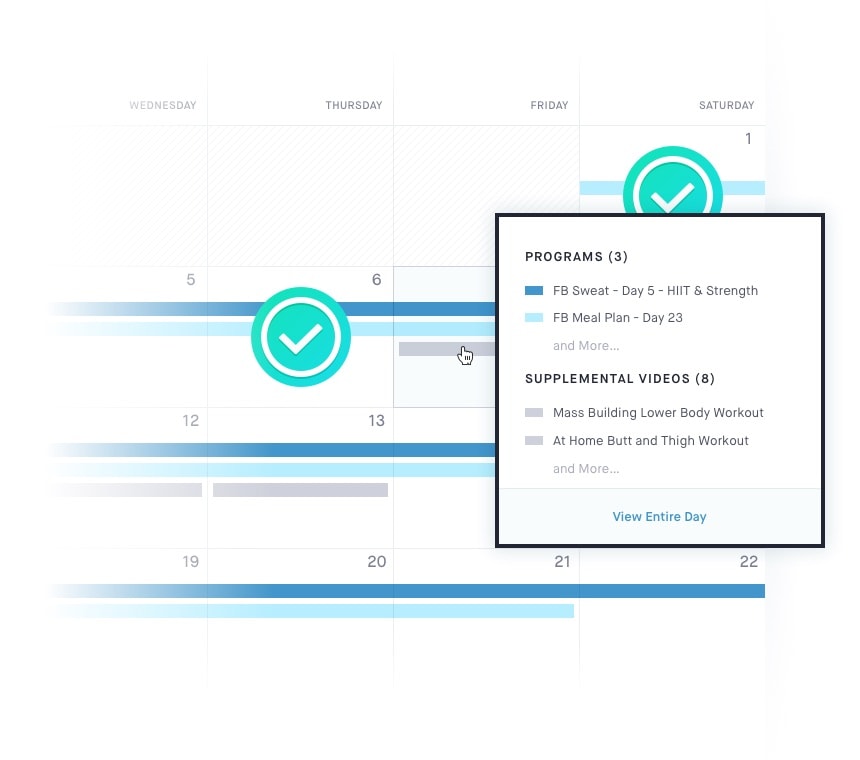 WEDNESDAY THURSDAY FRIDAY SATURDAY
1
5 6
PROGRAMS (3)
FB Sweat - Day 5 - HIIT & Strength
FB Meal Plan - Day 23
and More...
SUPPLEMENTAL VIDEOS (8)
Mass Building Lower Body Workout
At Home Butt and Thigh Workout
and More...
View Entire Day
12 13
19 20 21 22